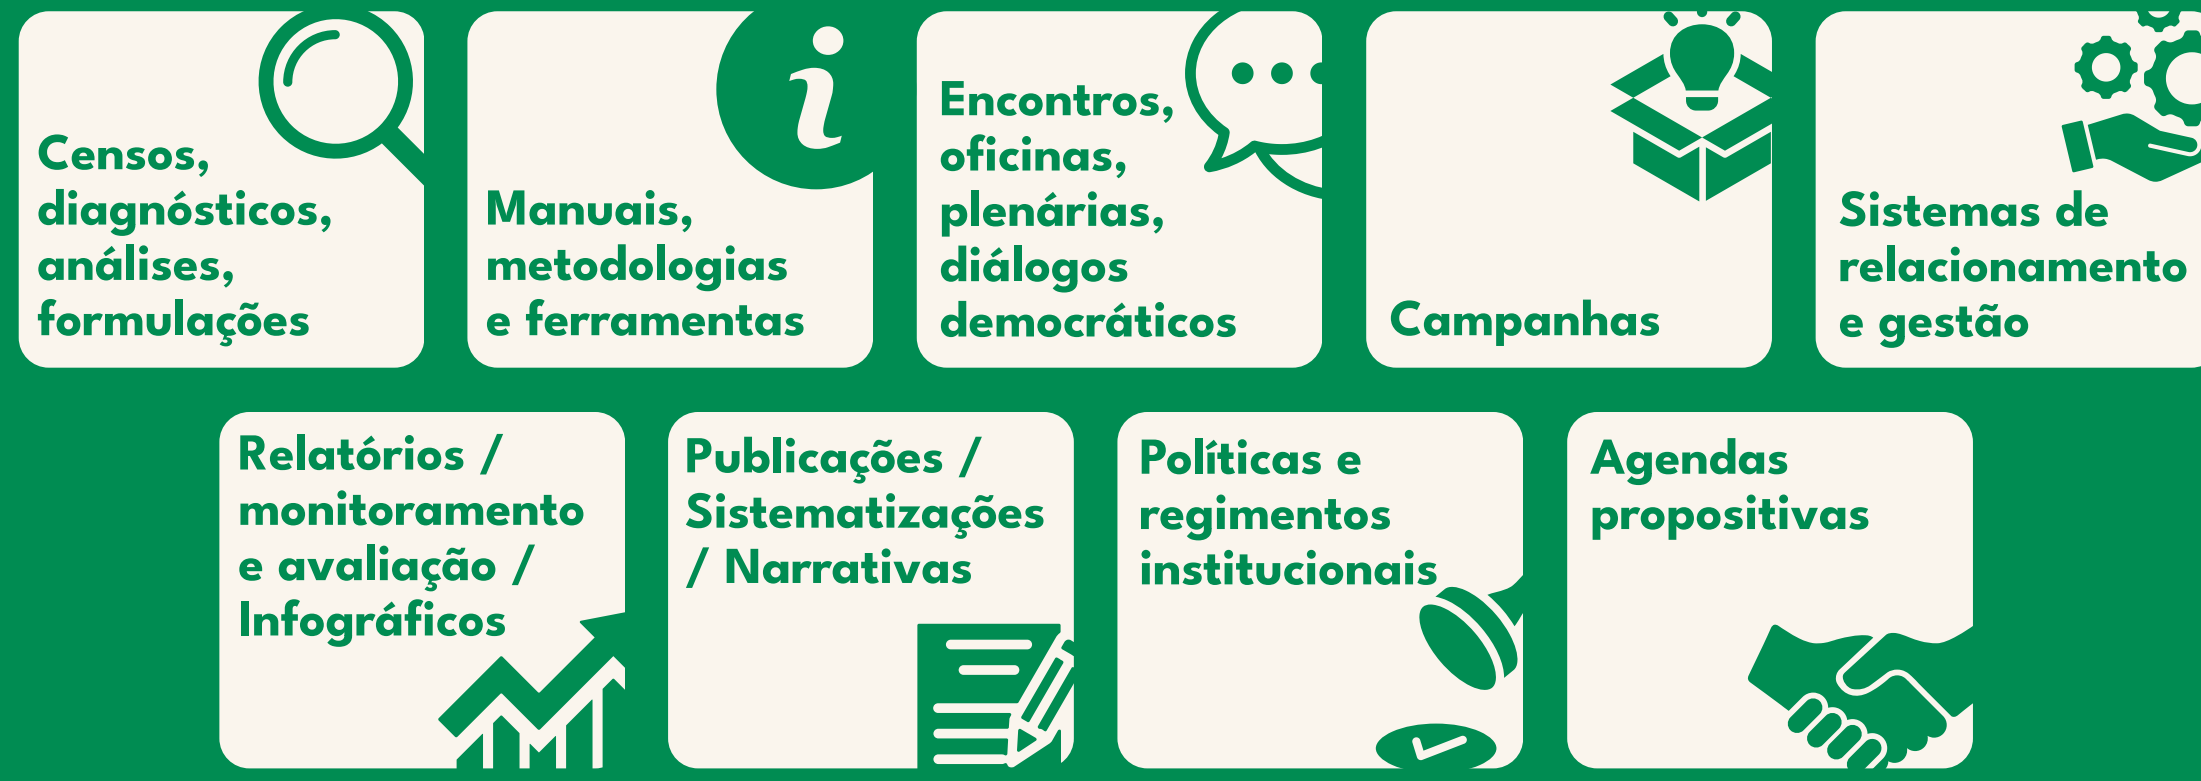 Censos,
diagnósticos,
análises,
formulações
Manuais,
metodologias
e ferramentas
Encontros,
oficinas,
plenárias,
diálogos
democráticos
Campanhas
Sistemas de
relacionamento
e gestão
Relatórios /
monitoramento
e avaliação /
Infográficos
Publicações /
Sistematizações
/ Narrativas
Políticas e
regimentos
institucionais
Agendas
propositivas